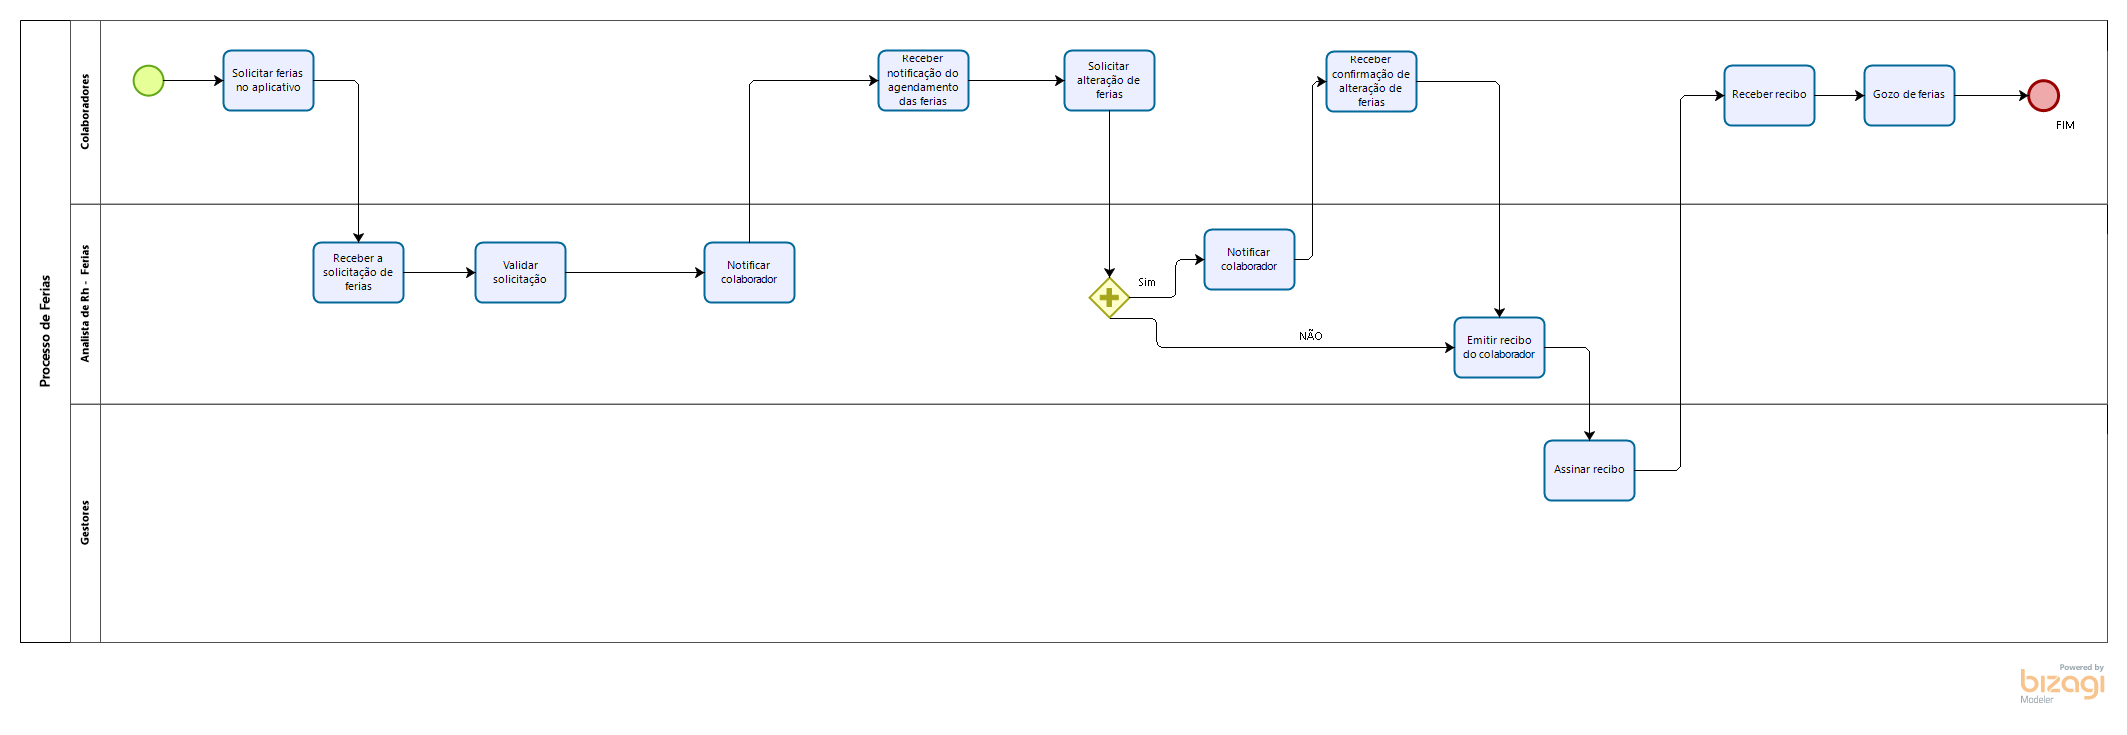 Processo de Ferias
Colaboradores
Solicitar ferias
no aplicativo
Receber
notificação do
agendamento
das ferias
Solicitar
alteração de
ferias
Receber
confirmação de
alteração de
ferias
Receber recibo
Gozo de ferias
FIM
Analista de Rh - Ferias
Receber a
solicitação de
ferias
Validar
solicitação
Notificar
colaborador
Sim
Notificar
colaborador
NÃO
Emitir recibo
do colaborador
Gestores
Assinar recibo
Powered by
bizagi
Modeler